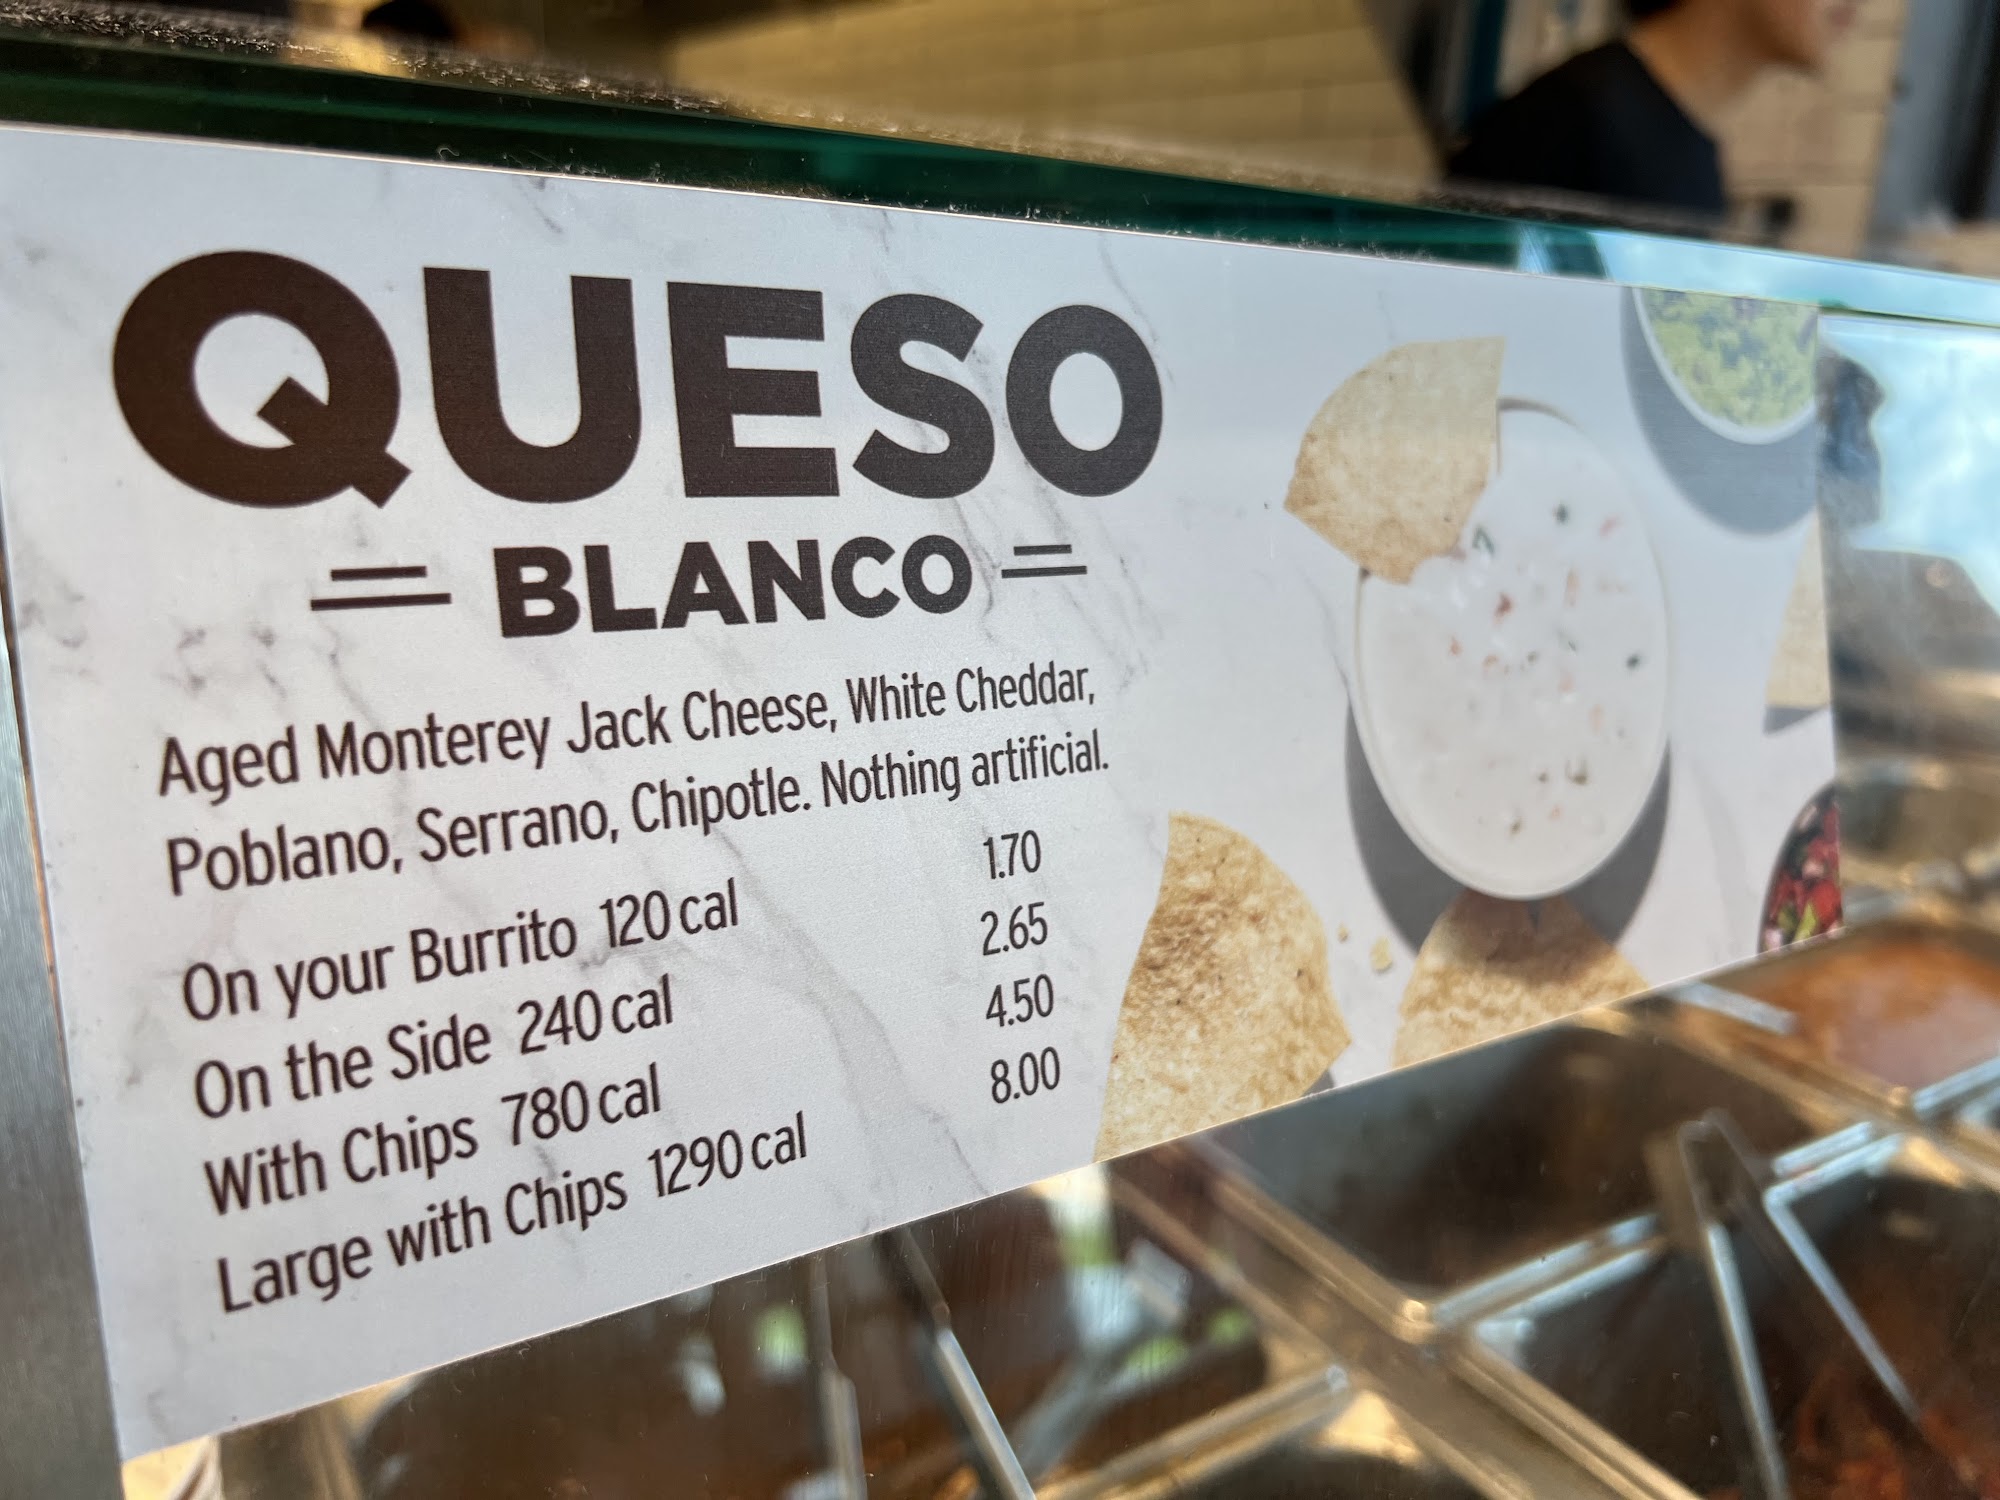 QUESO
BLANCO
Aged Monterey Jack Cheese, White Cheddar,
Poblano, Serrano, Chipotle. Nothing artificial.
On your Burrito 120 cal 1.70
On the Side 240 cal 2.65
With Chips 780 cal 4.50
Large with Chips 1290 cal 8.00